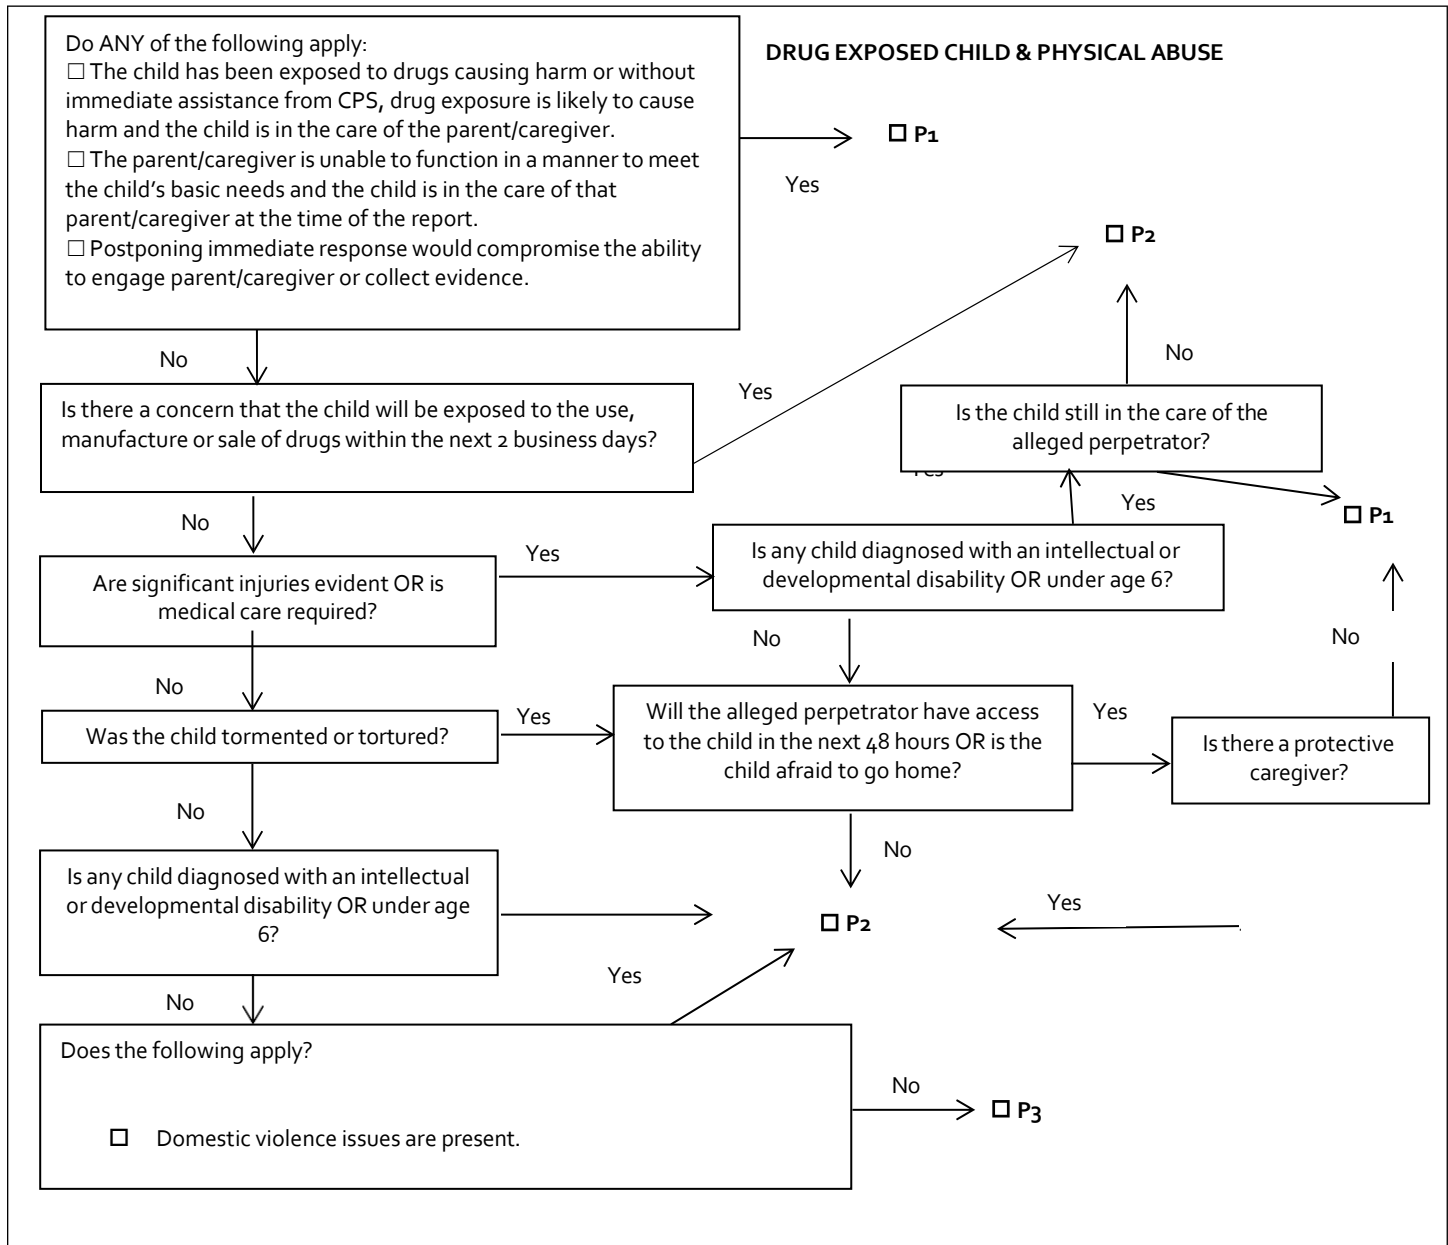 DRUG EXPOSED CHILD & PHYSICAL ABUSE
Do ANY of the following apply:
☐ The child has been exposed to drugs causing harm or without
immediate assistance from CPS, drug exposure is likely to cause
harm and the child is in the care of the parent/caregiver.
☐ The parent/caregiver is unable to function in a manner to meet
the child's basic needs and the child is in the care of that
parent/caregiver at the time of the report.
☐ Postponing immediate response would compromise the ability
to engage parent/caregiver or collect evidence.
Yes
☐ P1
No
Is there a concern that the child will be exposed to the use,
manufacture or sale of drugs within the next 2 business days?
Yes
☐ P2
No
Is the child still in the care of the
alleged perpetrator?
Yes
Yes
☐ P1
No
Are significant injuries evident OR is
medical care required?
Yes
Is any child diagnosed with an intellectual or
developmental disability OR under age 6?
No
No
No
Was the child tormented or tortured?
Yes
Will the alleged perpetrator have access
to the child in the next 48 hours OR is the
child afraid to go home?
Yes
Is there a protective
caregiver?
No
No
Is any child diagnosed with an intellectual
or developmental disability OR under age
6?
☐ P2
Yes
Yes
No
Does the following apply?
☐ Domestic violence issues are present.
No
☐ P3